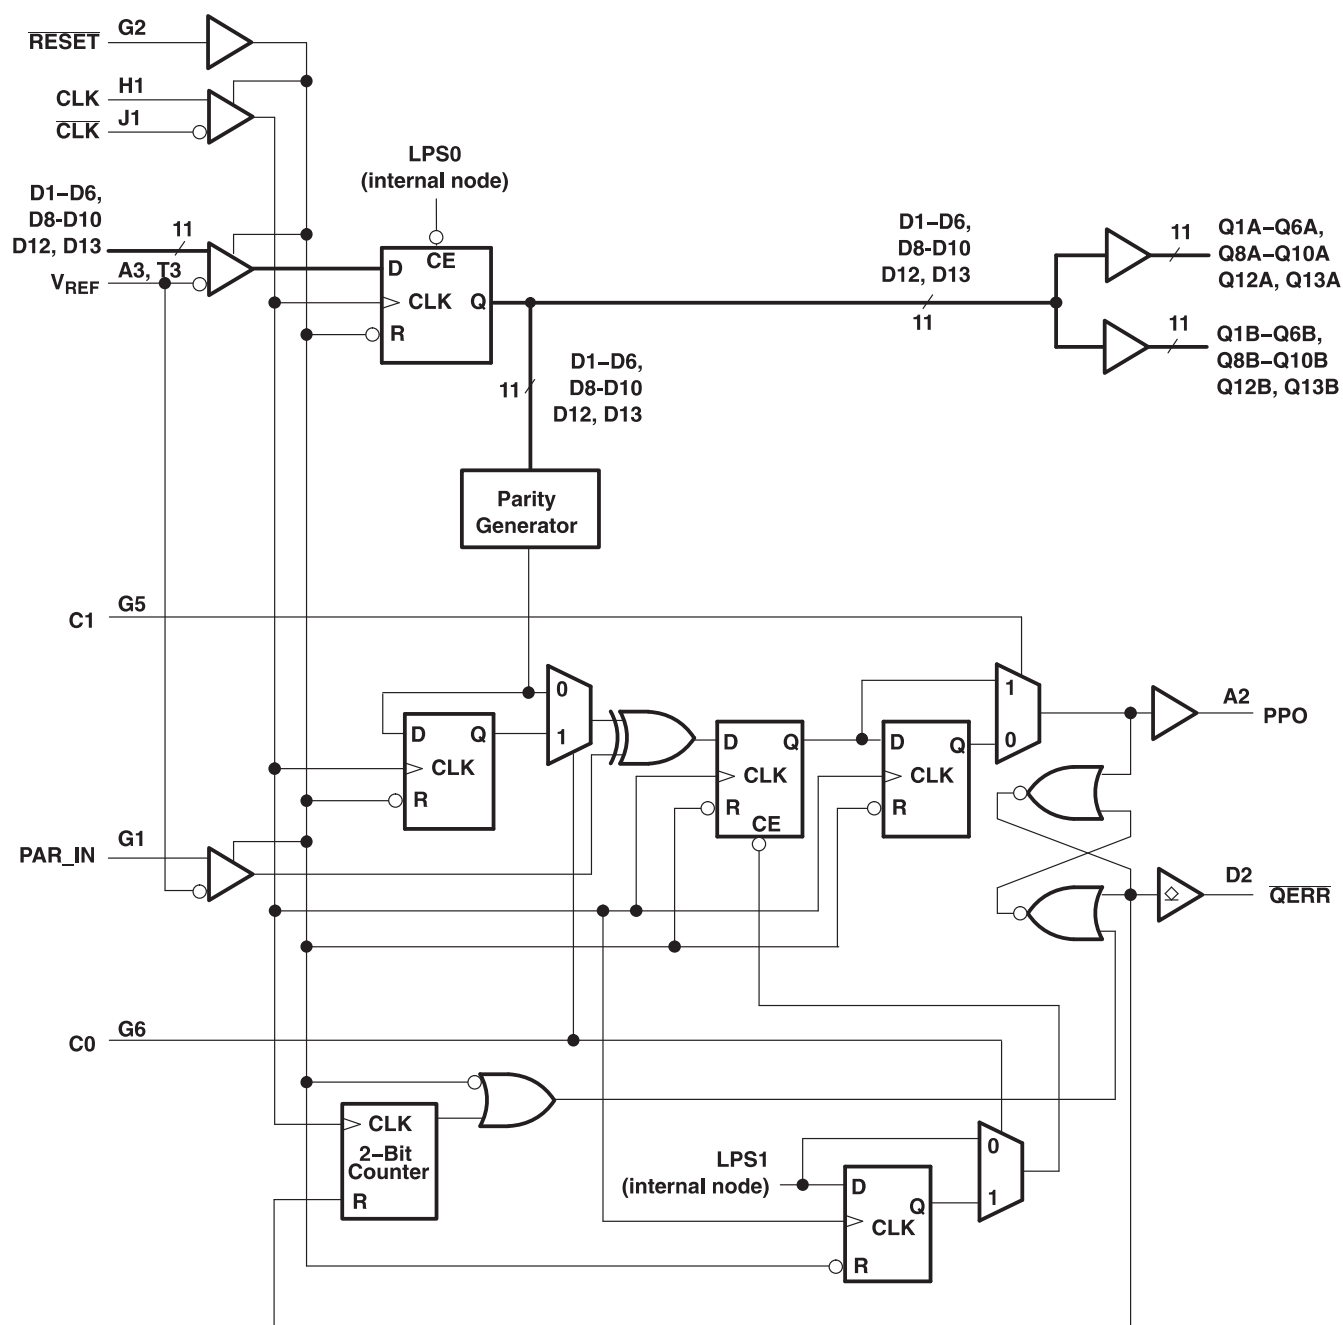 RESET G2
CLK H1
CLK J1
LPS0
(internal node)
D1–D6,
D8-D10
D12, D13
11
VREF A3, T3
D
CE
CLK
Q
R
D1–D6,
D8-D10
D12, D13
11
11
Q1A–Q6A,
Q8A–Q10A
Q12A, Q13A
11
Q1B–Q6B,
Q8B–Q10B
Q12B, Q13B
11
D1–D6,
D8-D10
D12, D13
Parity
Generator
C1 G5
0
1
D
Q
CLK
R
D
Q
CLK
R
CE
D
Q
CLK
R
1
0
A2
PPO
PAR_IN G1
D2
QERR
C0 G6
CLK
2–Bit
Counter
R
LPS1
(internal node)
0
1
D
Q
CLK
R